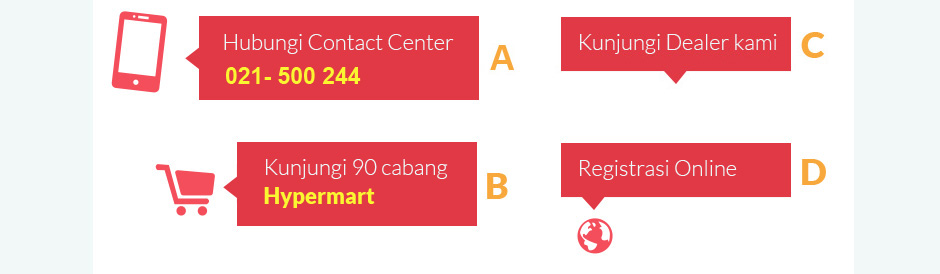 Hubungi Contact Center
021- 500 244
A
Kunjungi Dealer kami
C
Kunjungi 90 cabang
Hypermart
B
Registrasi Online
D